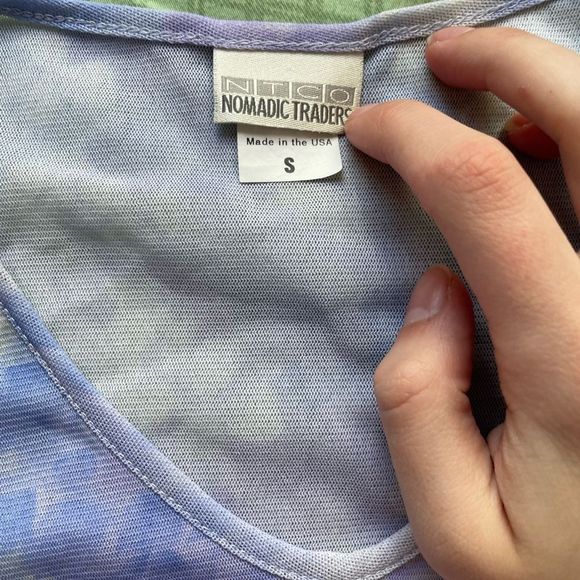 NTCO
NOMADIC TRADERS
Made in the USA
S